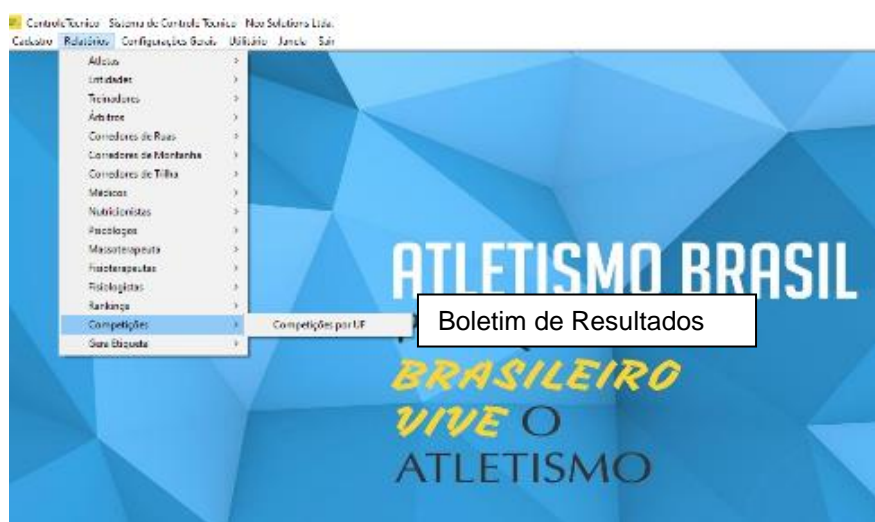 Controle Tecnico Sistema de Controle Tecnico Neo Solutions Ltda.
Cadastro Relatórios Configurações Gerais Utilitário Janela Sair
Atletas
Entidades
Treinadores
Árbitros
Corredores de Ruas
Corredores de Montanha
Corredores de Trilha
Médicos
Nutricionistas
Psicólogos
Massoterapeuta
Fisioterapeutas
Fisiologistas
Rankings
Competições
Competições por UF
Boletim de Resultados
Gera Etiqueta
ATLETISMO BRASIL
BRASILEIRO
VIVE O
ATLETISMO